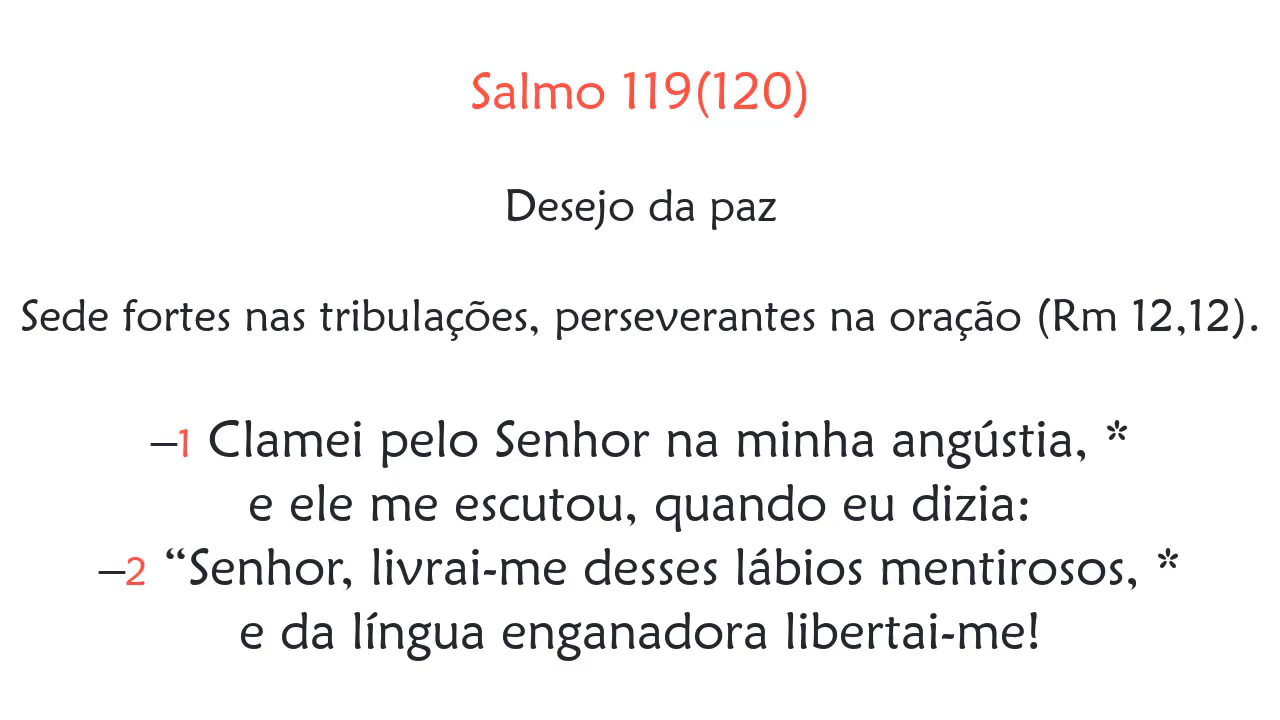 Salmo 119(120)
Desejo da paz
Sede fortes nas tribulações, perseverantes na oração (Rm 12,12).
–1 Clamei pelo Senhor na minha angústia, *
e ele me escutou, quando eu dizia:
–2 “Senhor, livrai-me desses lábios mentirosos, *
e da língua enganadora libertai-me!